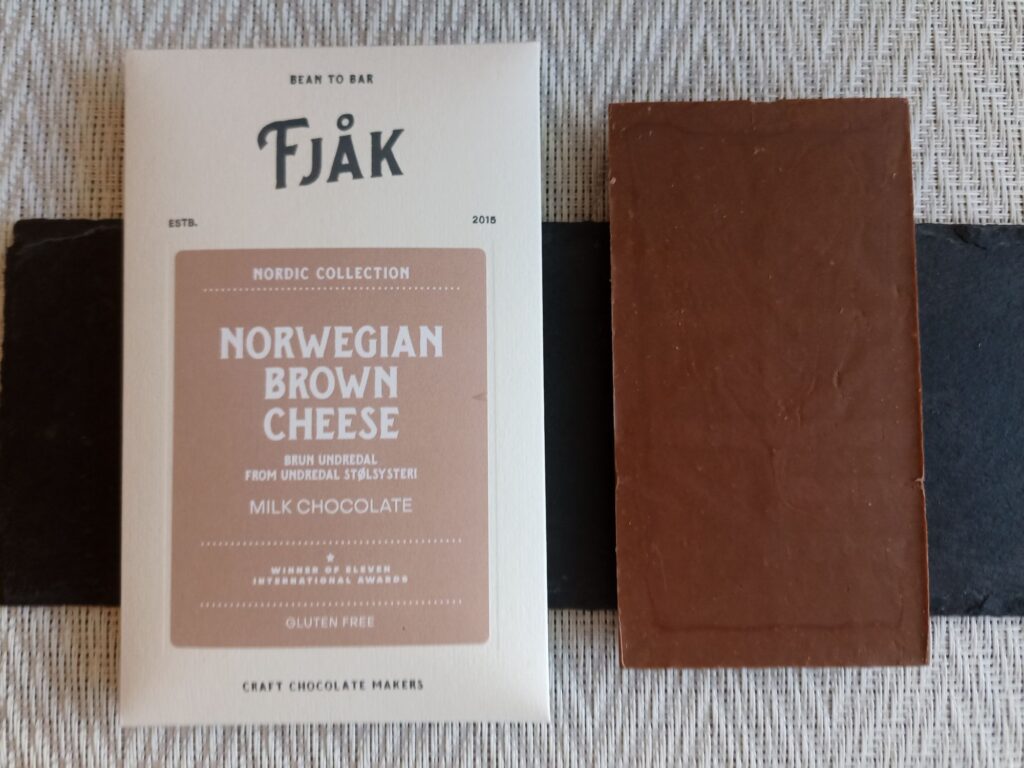 BEAN TO BAR
FJÅK
ESTB. 2015
NORDIC COLLECTION
NORWEGIAN
BROWN
CHEESE
BRUN UNDREDAL
FROM UNDREDAL STØLSYSTERI
MILK CHOCOLATE
WINNER OF ELEVEN
INTERNATIONAL AWARDS
GLUTEN FREE
CRAFT CHOCOLATE MAKERS